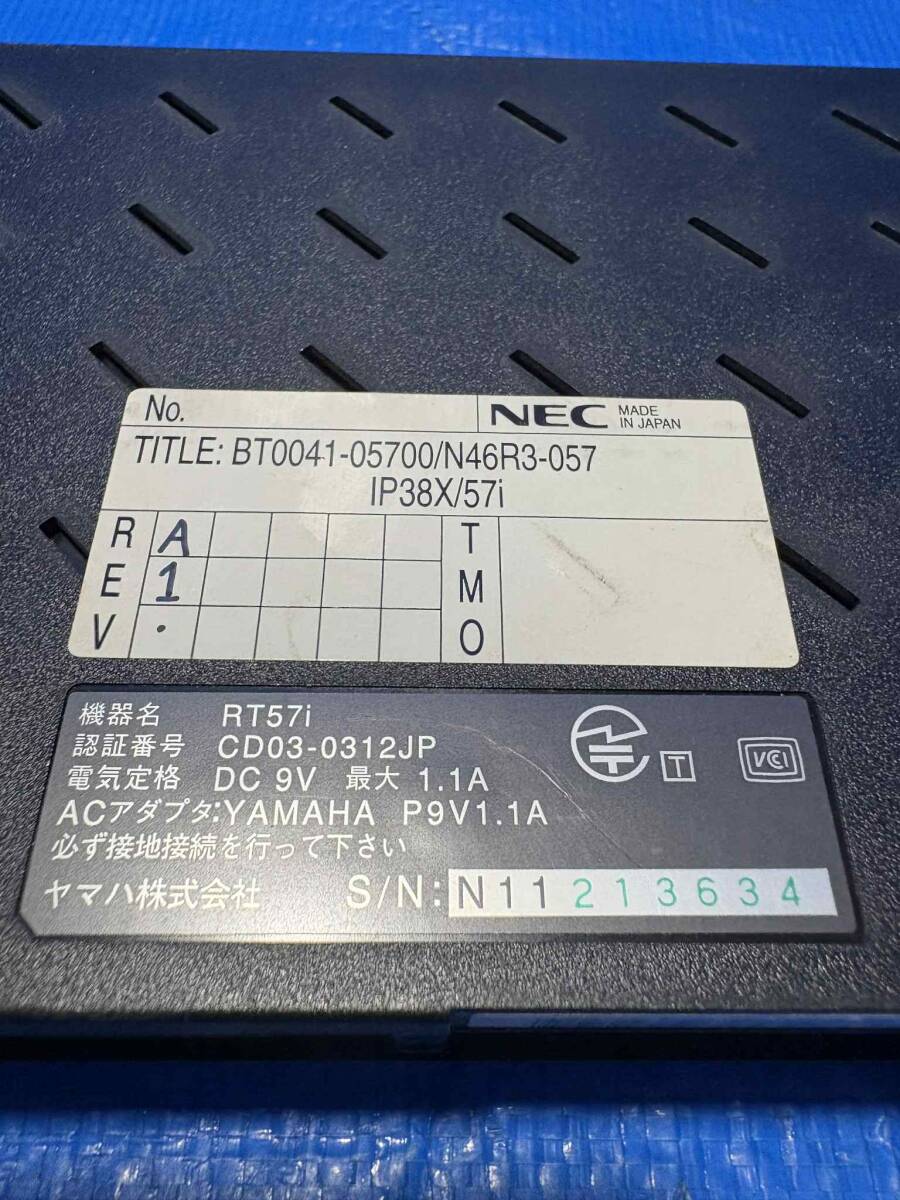 No. NEC MADE IN JAPAN
TITLE: BT0041-05700/N46R3-057
IP38X/57i
R A T
E 1 M
V . O
機器名 RT57i
認証番号 CD03-0312JP
電気定格 DC 9V 最大 1.1A
ACアダプタ:YAMAHA P9V1.1A
必ず接地接続を行って下さい
ヤマハ株式会社 S/N:N11213634
T
VCI